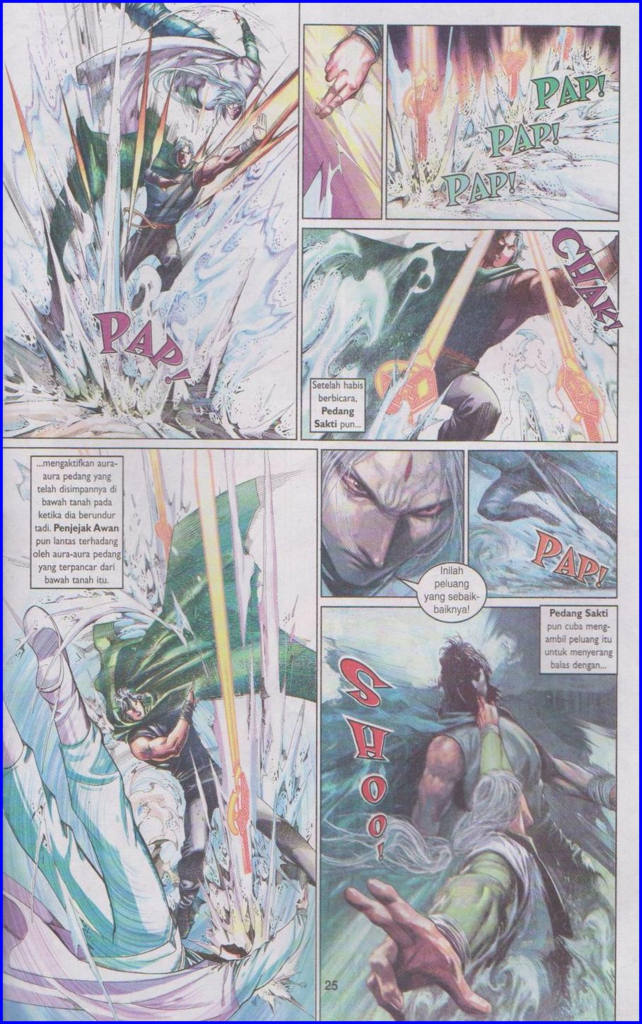 PAP!
PAP!
PAP!
PAP!
PAP!
CHAK!
Setelah habis
berbicara,
Pedang
Sakti pun...
...mengaktifkan aura-
aura pedang yang
telah disimpannya di
bawah tanah pada
ketika dia berundur
tadi. Penjejak Awan
pun lantas terhadang
oleh aura-aura pedang
yang terpancar dari
bawah tanah itu.
Inilah
peluang
yang sebaik-
baiknya!
PAP!
Pedang Sakti
pun cuba meng-
ambil peluang itu
untuk menyerang
balas dengan...
SHOO!
25